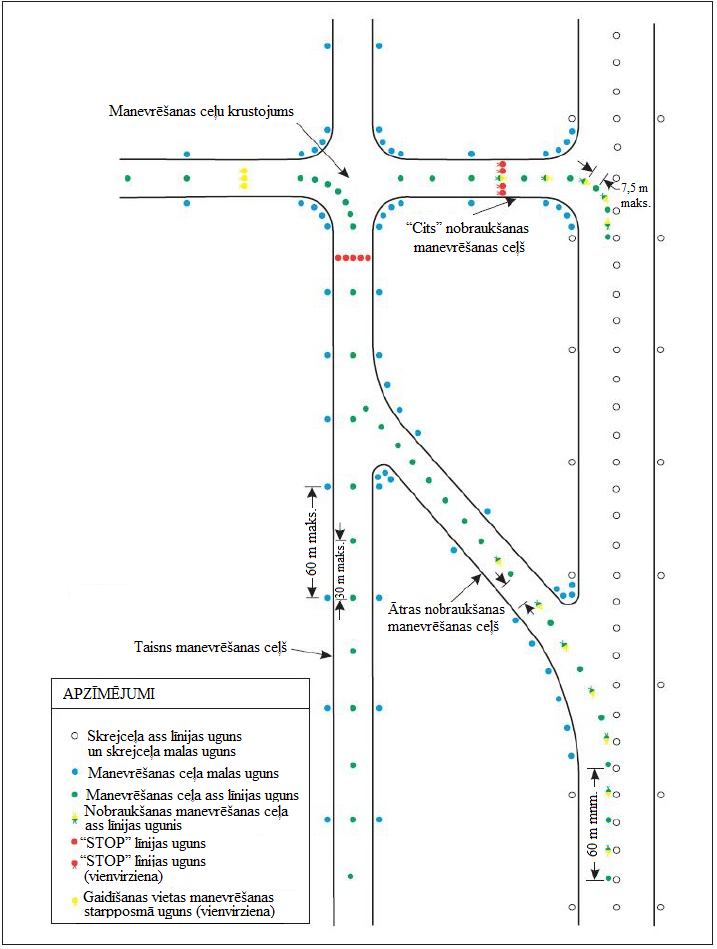 Manevrēšanas ceļu krustojums
7,5 m
maks.
“Cits” nobraukšanas
manevrēšanas ceļš
60 m maks.
30 m maks.
Ātras nobraukšanas
manevrēšanas ceļš
Taisns manevrēšanas ceļš
60 m mnm.
APZĪMĒJUMI
Skrejceļa ass līnijas uguns
un skrejceļa malas uguns
Manevrēšanas ceļa malas uguns
Manevrēšanas ceļa ass līnijas uguns
Nobraukšanas manevrēšanas ceļa
ass līnijas ugunis
“STOP” līnijas uguns
“STOP” līnijas uguns
(vienvirziena)
Gaidīšanas vietas manevrēšanas
starpposmā uguns (vienvirziena)